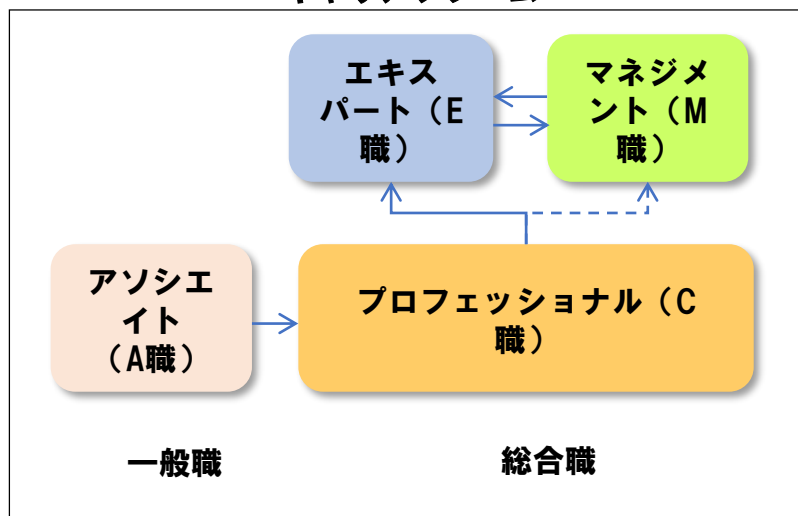 エキス
パート（E
職）
マネジメ
ント（M
職）
アソシエ
イト
（A職）
プロフェッショナル（C
職）
一般職
総合職